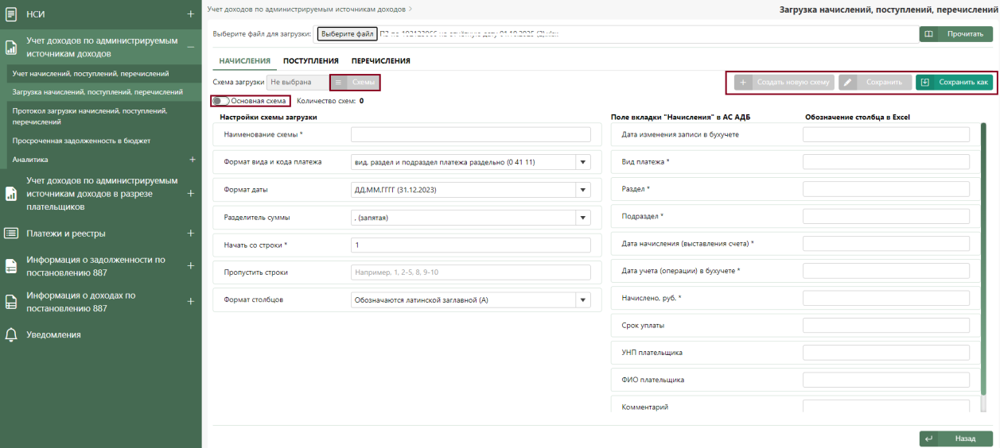 НСИ
Учет доходов по администрируемым
источникам доходов
Учет начислений, поступлений, перечислений
Загрузка начислений, поступлений, перечислений
Протокол загрузки начислений, поступлений,
перечислений
Просроченная задолженность в бюджет
Аналитика
Учет доходов по администрируемым
источникам доходов в разрезе
плательщиков
Платежи и реестры
Информация о задолженности по
постановлению 887
Информация о доходах по
постановлению 887
Уведомления
Учет доходов по администрируемым источникам доходов >
Загрузка начислений, поступлений, перечислений
Выберите файл для загрузки: Выберите файл
Прочитать
НАЧИСЛЕНИЯ ПОСТУПЛЕНИЯ ПЕРЕЧИСЛЕНИЯ
Схема загрузки Не выбрана Схемы
Создать новую схему Сохранить Сохранить как
Основная схема Количество схем: 0
Настройки схемы загрузки
Наименование схемы *
Формат вида и кода платежа вид, раздел и подраздел платежа раздельно (0 41 11)
Формат даты ДД.ММ.ГГГГ (31.12.2023)
Разделитель суммы , (запятая)
Начать со строки * 1
Пропустить строки Например, 1, 2-5, 8, 9-10
Формат столбцов Обозначаются латинской заглавной (A)
Поле вкладки "Начисления" в АС АДБ Обозначение столбца в Excel
Дата изменения записи в бухучете
Вид платежа *
Раздел *
Подраздел *
Дата начисления (выставления счета) *
Дата учета (операции) в бухучете *
Начислено, руб. *
Срок уплаты
УНП плательщика
ФИО плательщика
Комментарий
Назад